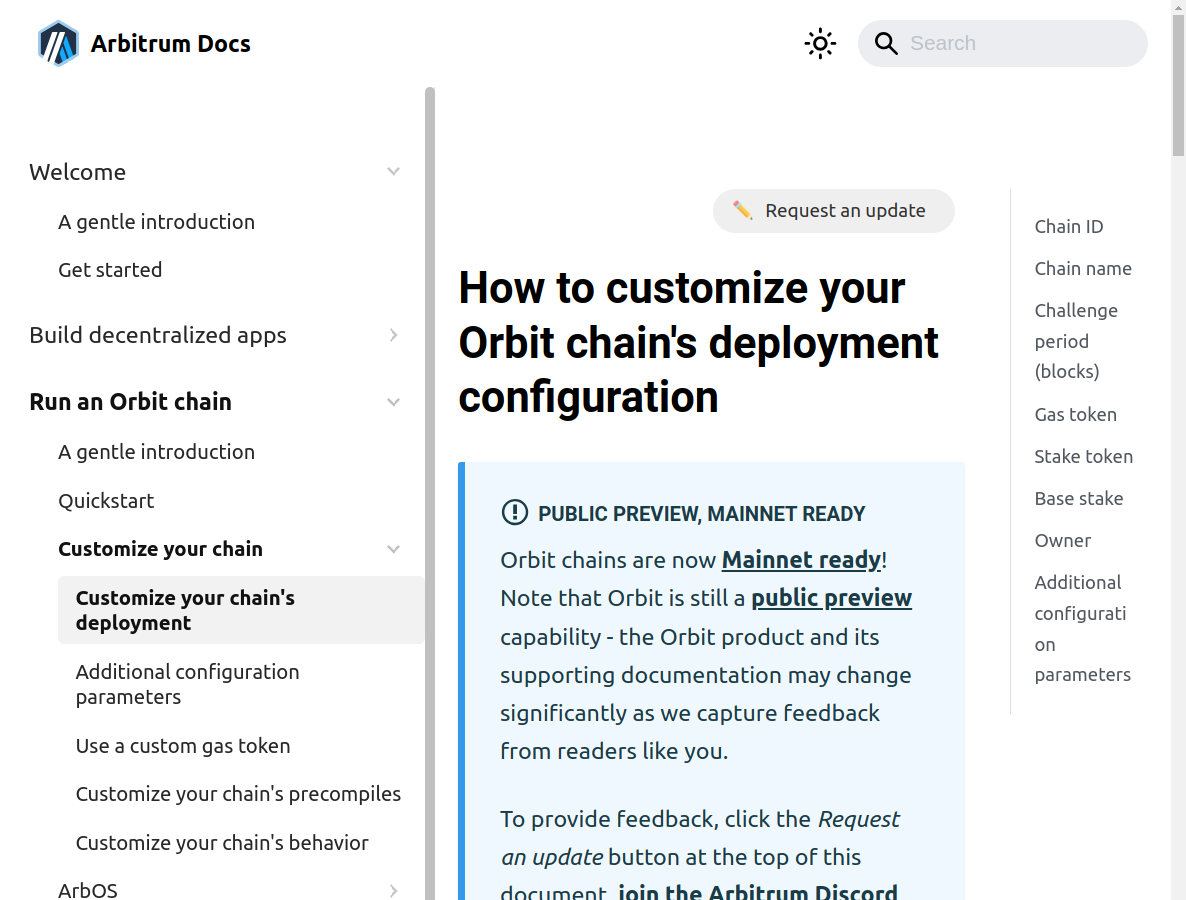 Arbitrum Docs
Search
Welcome
A gentle introduction
Get started
Build decentralized apps
Run an Orbit chain
A gentle introduction
Quickstart
Customize your chain
Customize your chain's
deployment
Additional configuration
parameters
Use a custom gas token
Customize your chain's precompiles
Customize your chain's behavior
ArbOS
Request an update
How to customize your
Orbit chain's deployment
configuration
PUBLIC PREVIEW, MAINNET READY
Orbit chains are now Mainnet ready!
Note that Orbit is still a public preview
capability - the Orbit product and its
supporting documentation may change
significantly as we capture feedback
from readers like you.
To provide feedback, click the Request
an update button at the top of this
document, join the Arbitrum Discord
Chain ID
Chain name
Challenge
period
(blocks)
Gas token
Stake token
Base stake
Owner
Additional
configurati
on
parameters